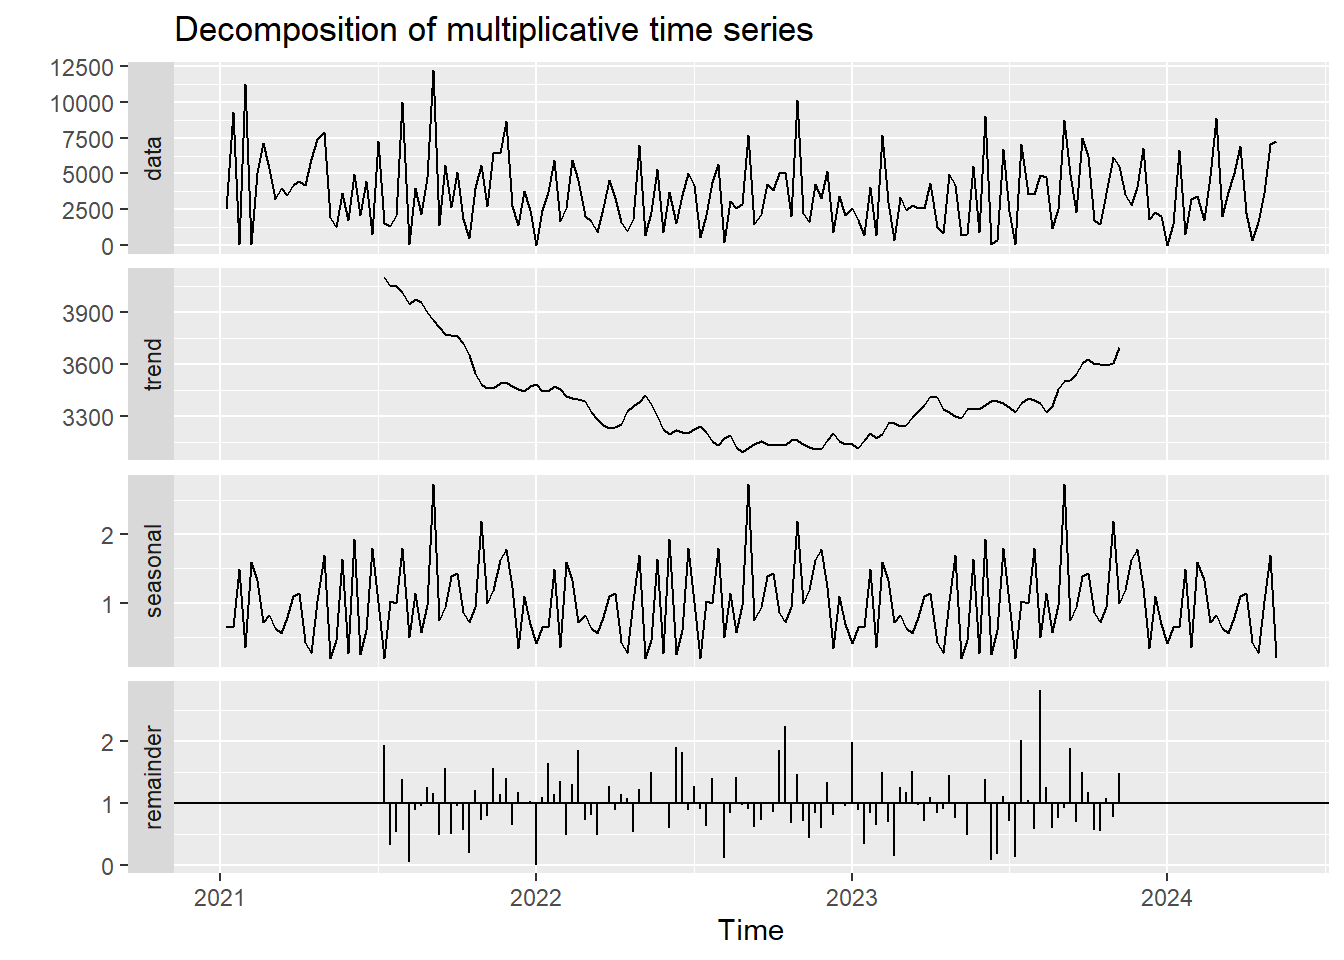 Decomposition of multiplicative time series
12500
10000
7500
5000
2500
0
data
3900
3600
3300
trend
2
1
seasonal
2
1
0
remainder
2021 2022 2023 2024
Time